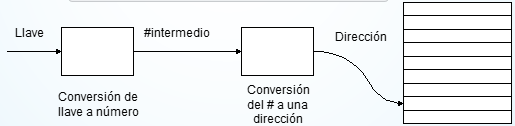 Llave
#intermedio
Dirección
Conversión de
llave a número
Conversión
del # a una
dirección